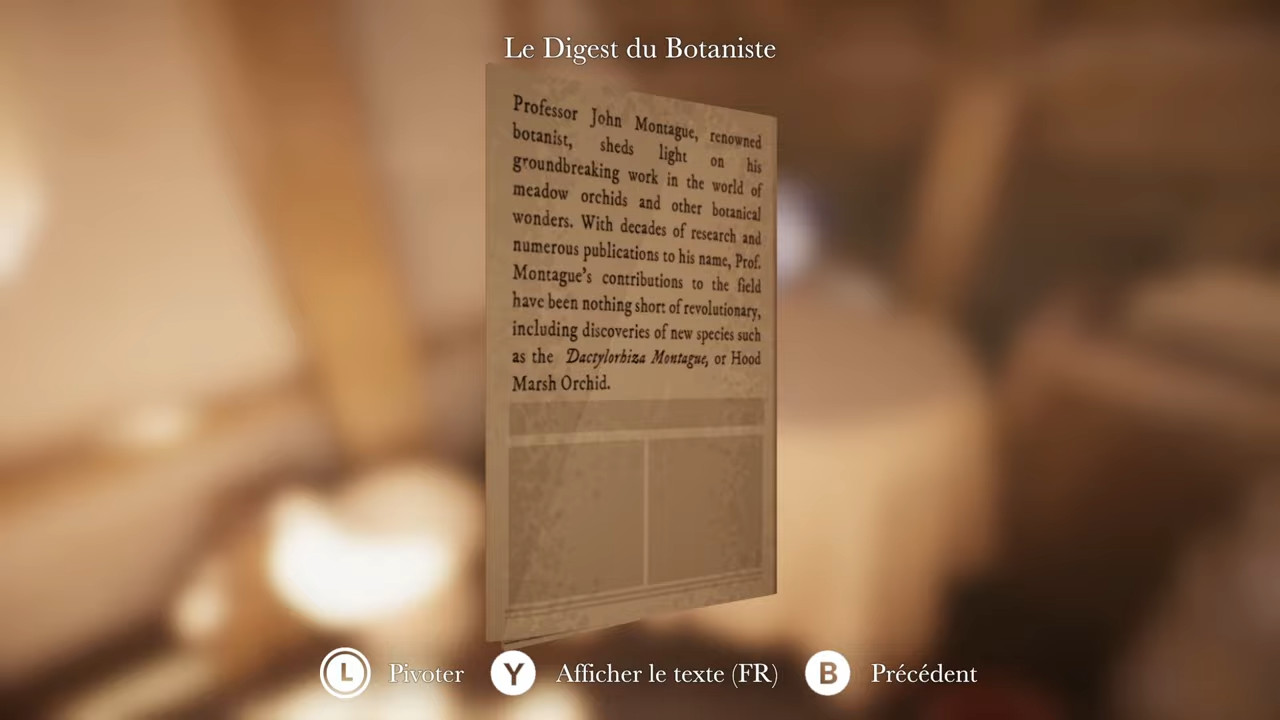 Le Digest du Botaniste
Professor John Montague, renowned
botanist, sheds light on his
groundbreaking work in the world of
meadow orchids and other botanical
wonders. With decades of research and
numerous publications to his name, Prof.
Montague's contributions to the field
have been nothing short of revolutionary,
including discoveries of new species such
as the Dactylorhiza Montague, or Hood
Marsh Orchid.
L Pivoter Y Afficher le texte (FR) B Précédent